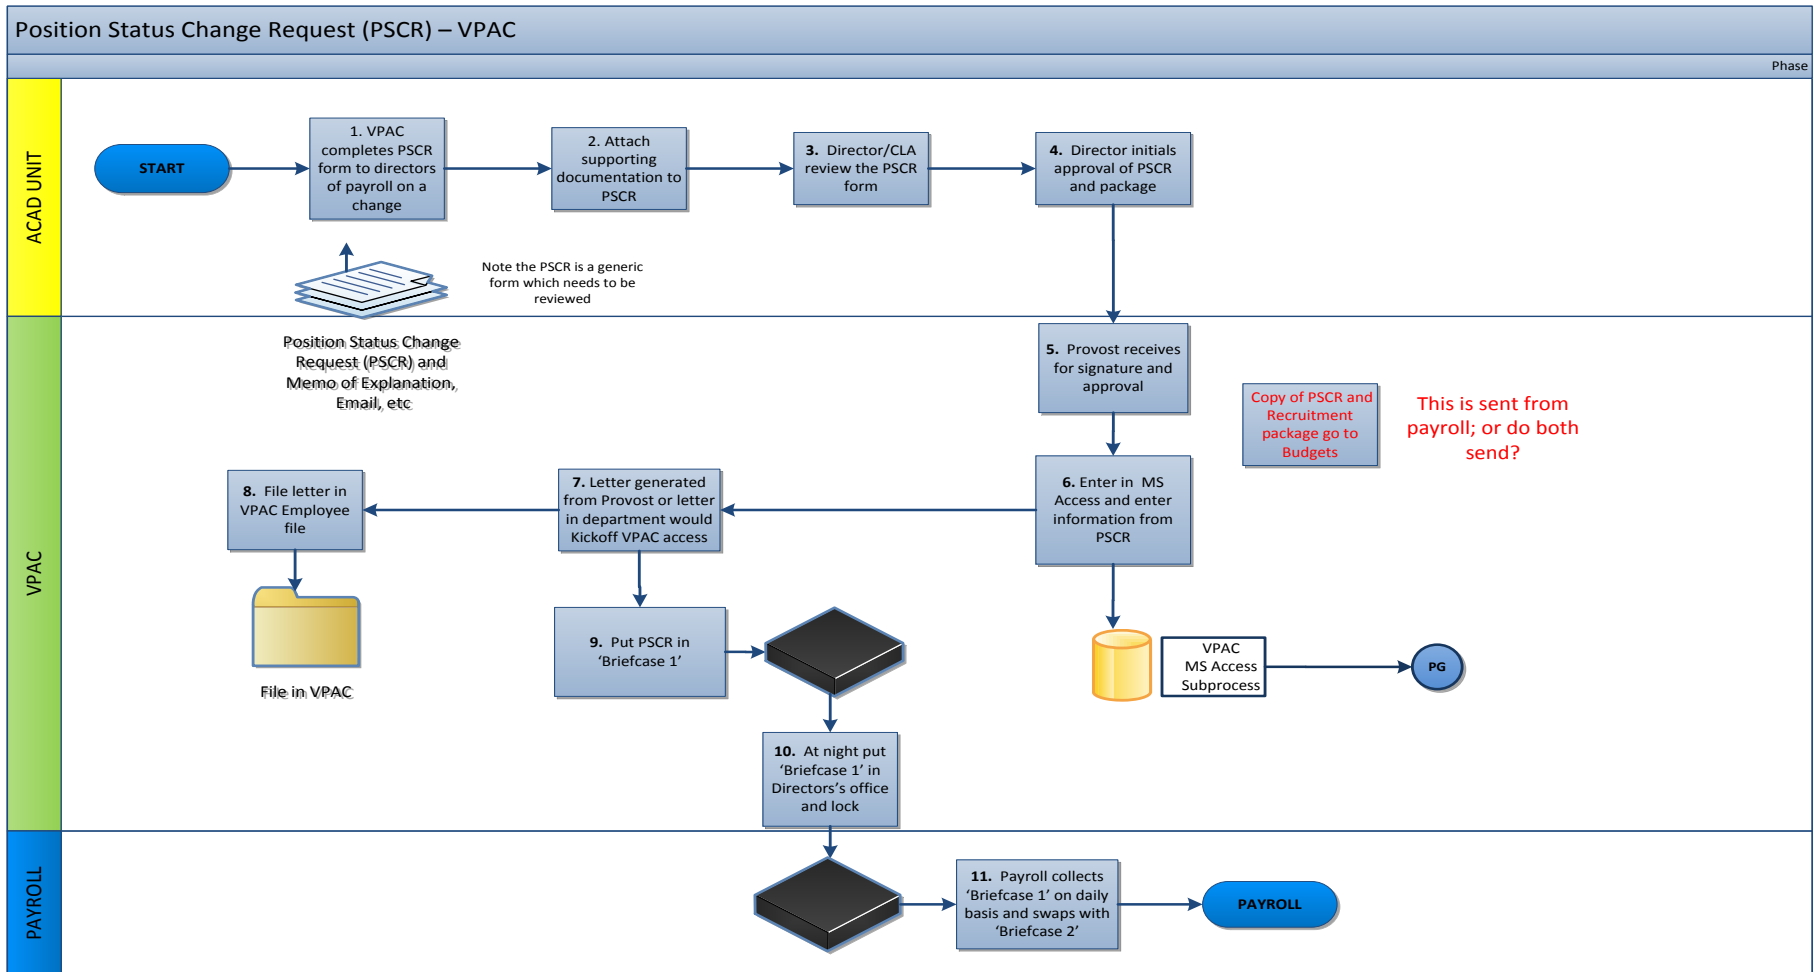 Position Status Change Request (PSCR) – VPAC
Phase
ACAD UNIT
START
1. VPAC
completes PSCR
form to directors
of payroll on a
change
2. Attach
supporting
documentation to
PSCR
3. Director/CLA
review the PSCR
form
4. Director initials
approval of PSCR
and package
Note the PSCR is a generic
form which needs to be
reviewed
Position Status Change
Request (PSCR) and
Memo of Explanation,
Email, etc
VPAC
5. Provost receives
for signature and
approval
Copy of PSCR and
Recruitment
package go to
Budgets
This is sent from
payroll; or do both
send?
6. Enter in MS
Access and enter
information from
PSCR
7. Letter generated
from Provost or letter
in department would
Kickoff VPAC access
8. File letter in
VPAC Employee
file
File in VPAC
9. Put PSCR in
‘Briefcase 1’
VPAC
MS Access
Subprocess
PG
10. At night put
‘Briefcase 1’ in
Directors’s office
and lock
PAYROLL
11. Payroll collects
‘Briefcase 1’ on daily
basis and swaps with
‘Briefcase 2’
PAYROLL